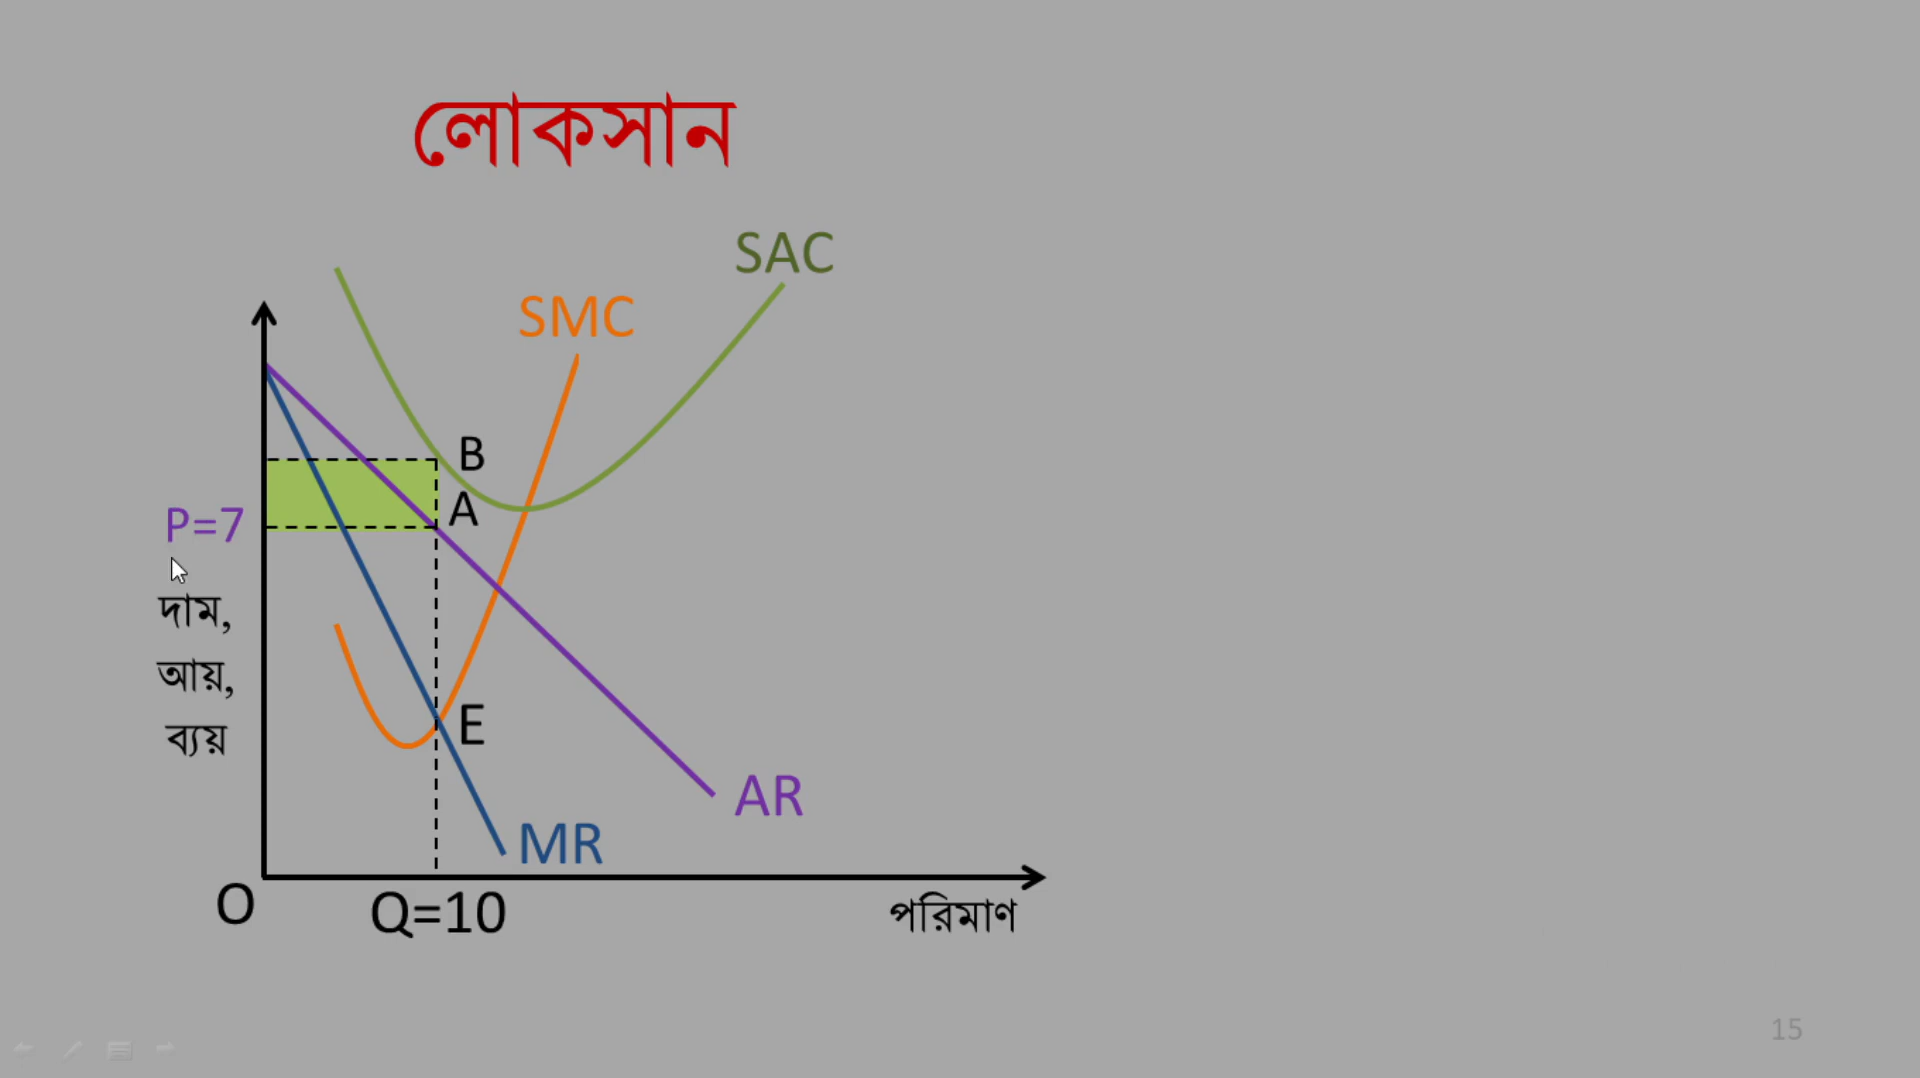 লোকসান
SAC
SMC
B
A
P=7
দাম,
আয়,
ব্যয়
E
AR
MR
O
Q=10
পরিমাণ
15